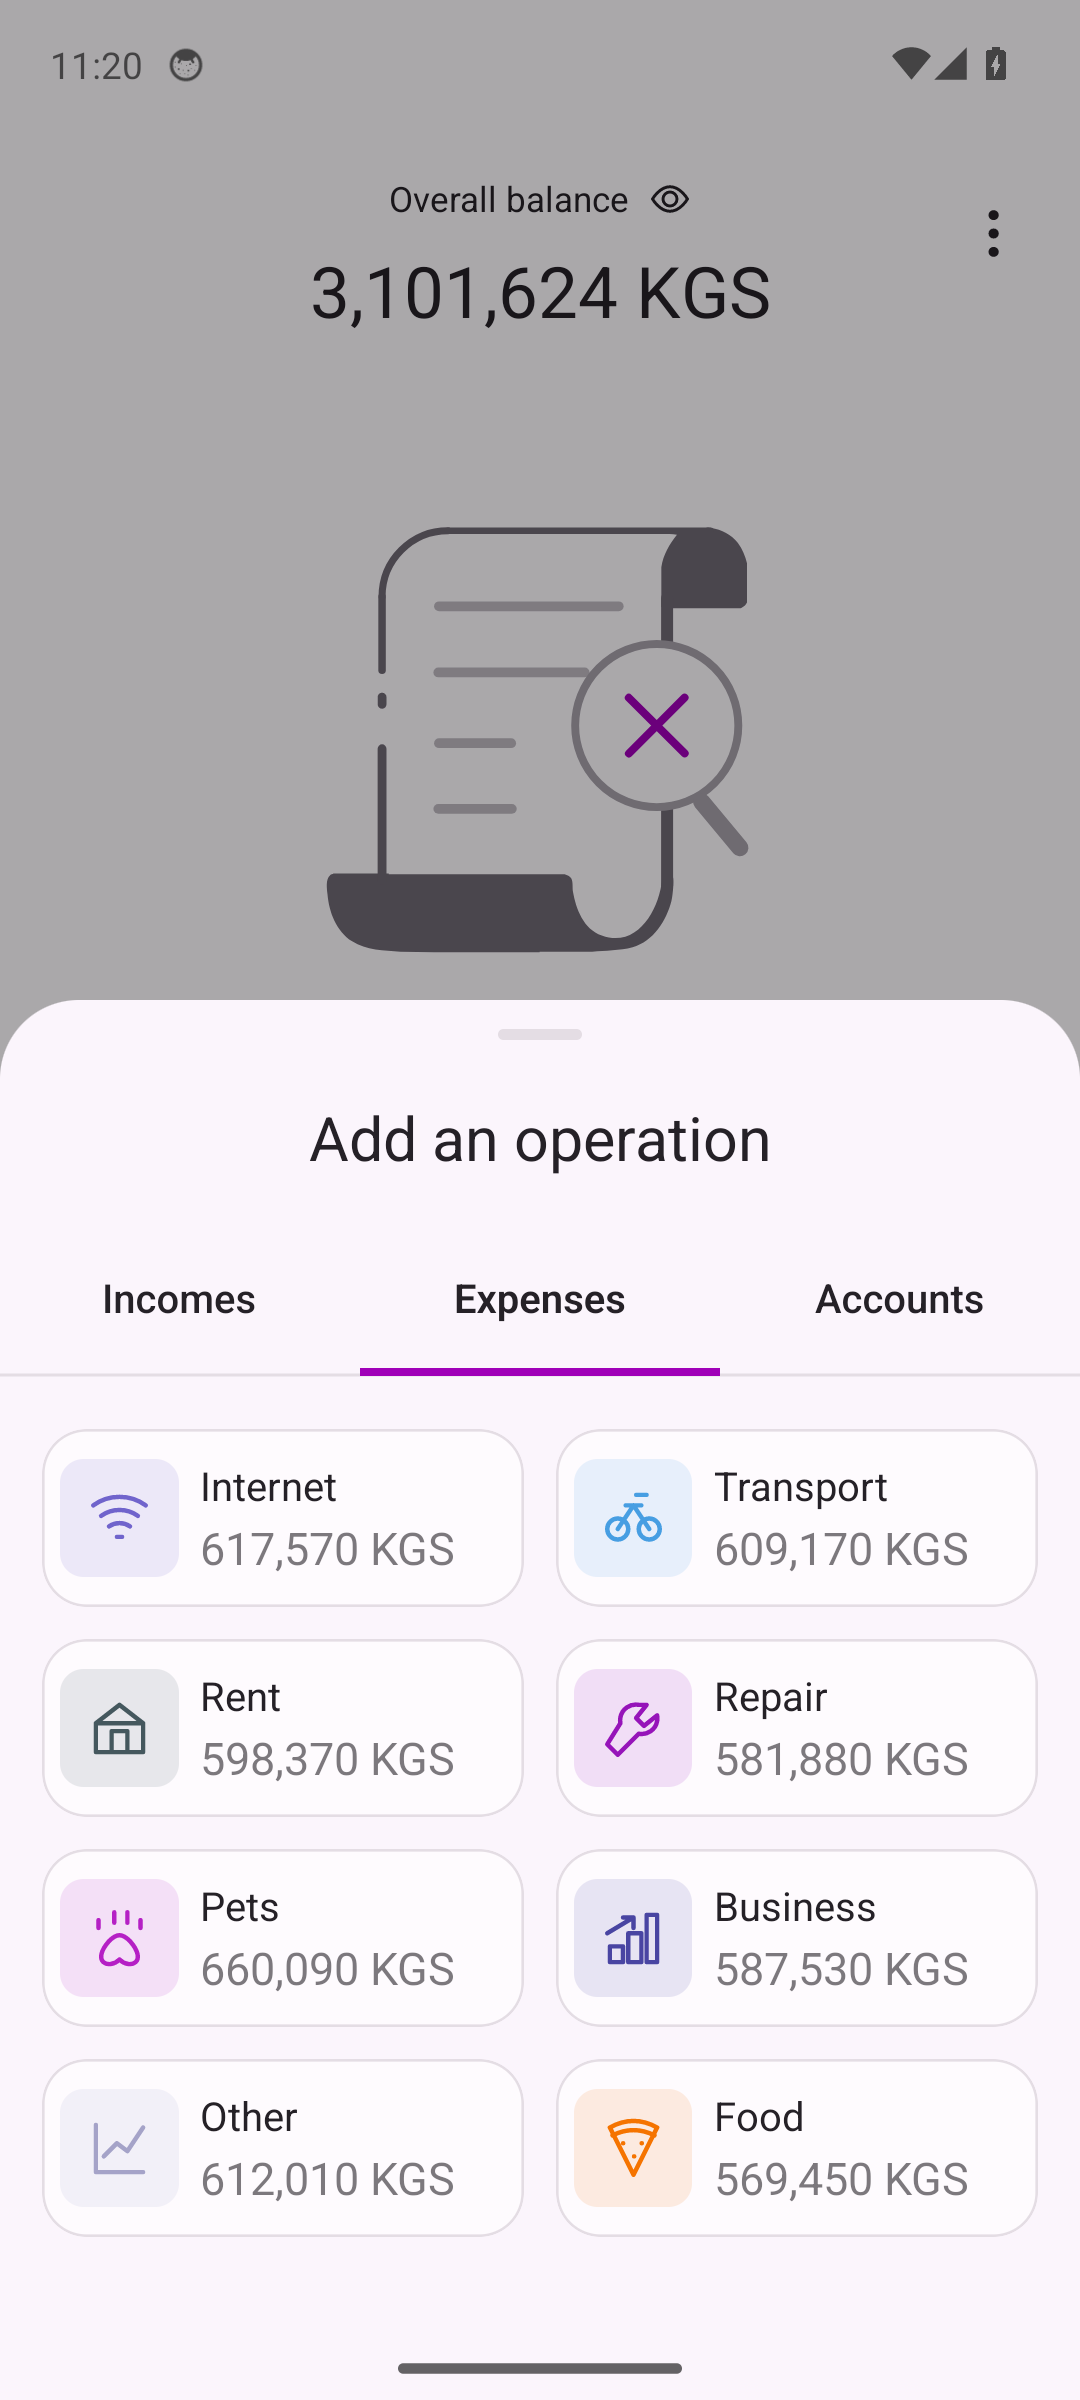 11:20
Overall balance
3,101,624 KGS
Add an operation
Incomes
Expenses
Accounts
Internet
617,570 KGS
Transport
609,170 KGS
Rent
598,370 KGS
Repair
581,880 KGS
Pets
660,090 KGS
Business
587,530 KGS
Other
612,010 KGS
Food
569,450 KGS